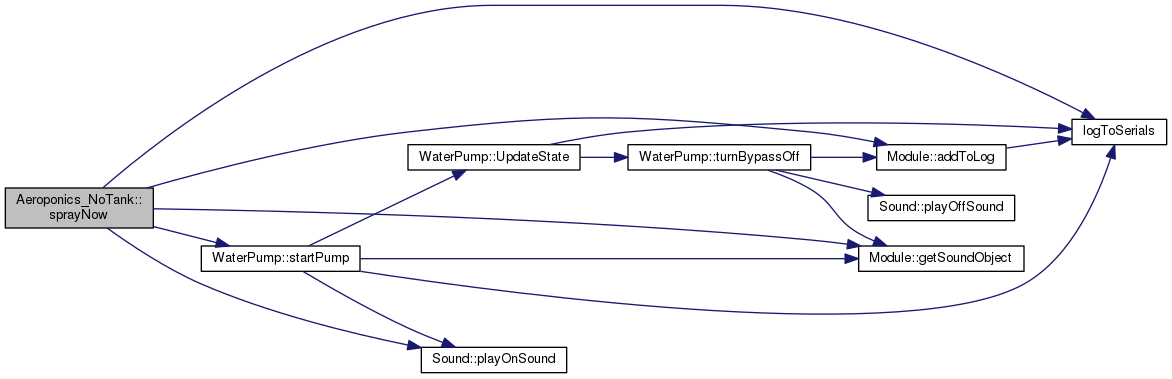 Aeroponics_NoTank::
sprayNow
WaterPump::startPump
WaterPump::UpdateState
Sound::playOnSound
WaterPump::turnBypassOff
Module::addToLog
Sound::playOffSound
Module::getSoundObject
logToSerials